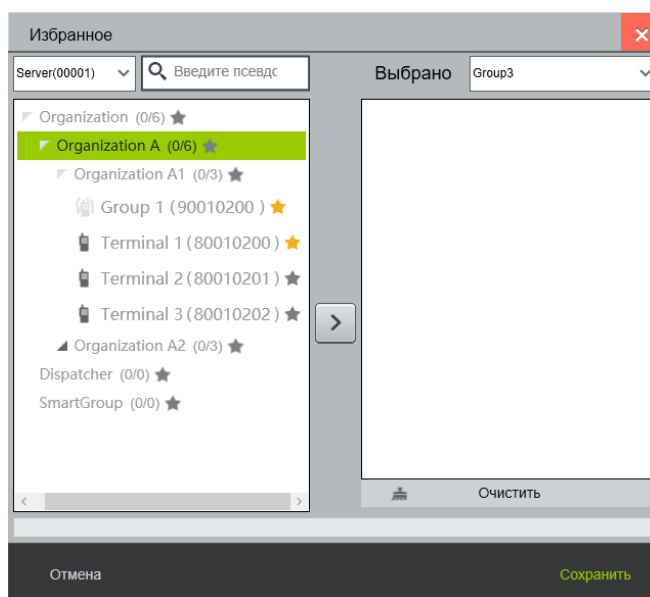 Избранное
Server(00001) Введите псевдс Выбрано Group3
Organization (0/6)
Organization A (0/6)
Organization A1 (0/3)
Group 1 (90010200 )
Terminal 1 (80010200)
Terminal 2 (80010201 )
Terminal 3 (80010202 )
Organization A2 (0/3)
Dispatcher (0/0)
SmartGroup (0/0)
Очистить
Отмена Сохранить